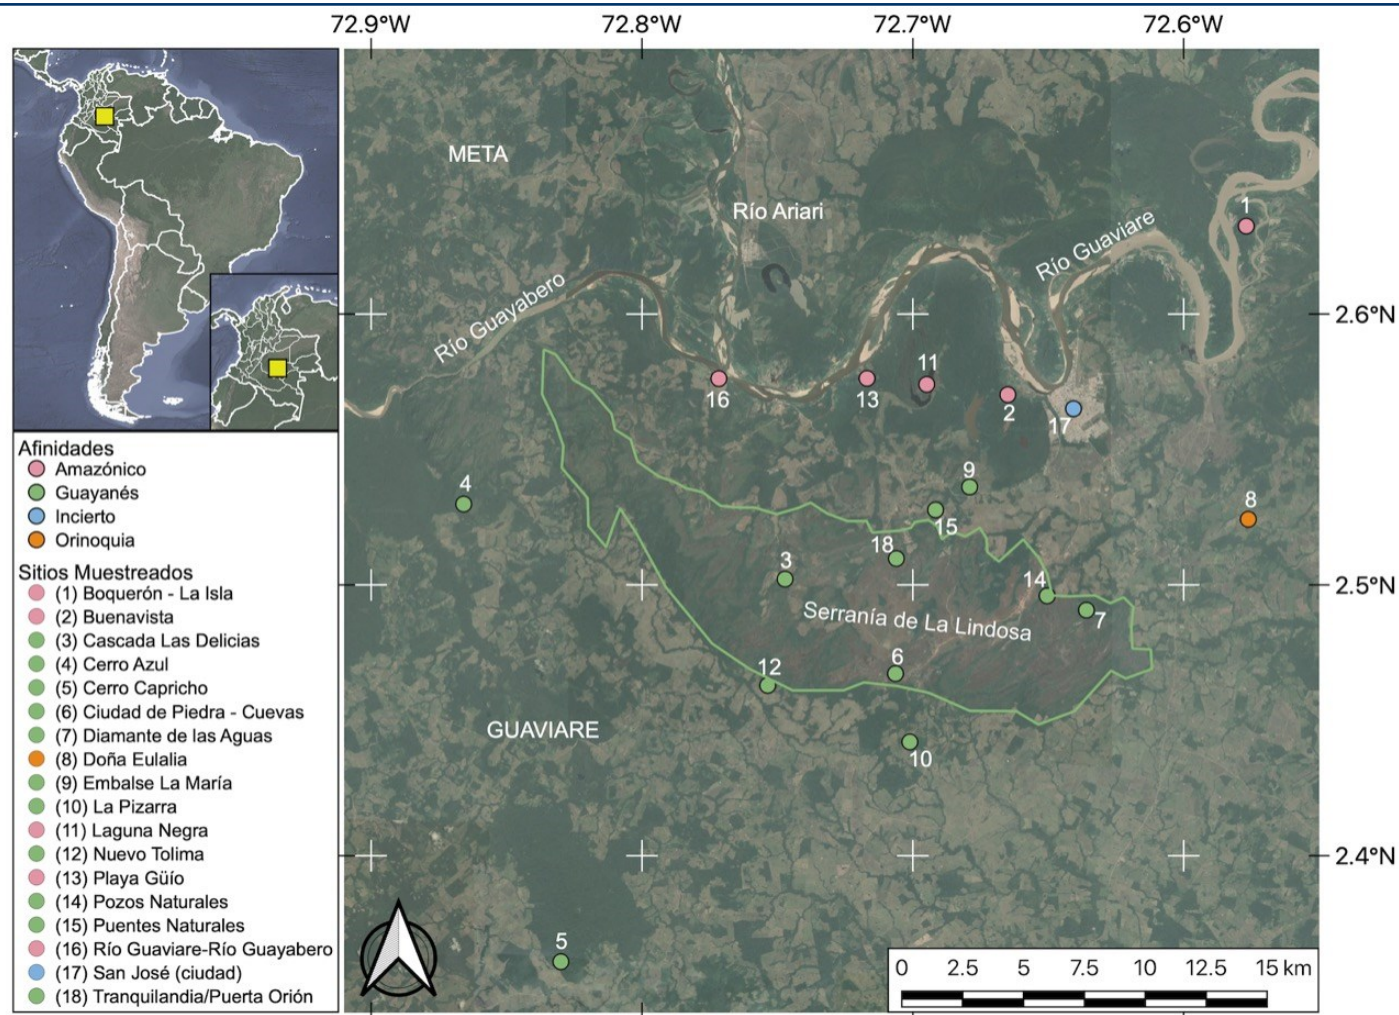 72.9°W
72.8°W
72.7°W
72.6°W
META
Río Ariari
Río Guaviare
1
Río Guayabero
2.6°N
11
16
13
2
17
Afinidades
Amazónico
Guayanés
Incierto
Orinoquia
4
9
8
15
18
3
14
2.5°N
Serranía de La Lindosa
7
6
12
GUAVIARE
10
Sitios Muestreados
(1) Boquerón - La Isla
(2) Buenavista
(3) Cascada Las Delicias
(4) Cerro Azul
(5) Cerro Capricho
(6) Ciudad de Piedra - Cuevas
(7) Diamante de las Aguas
(8) Doña Eulalia
(9) Embalse La María
(10) La Pizarra
(11) Laguna Negra
(12) Nuevo Tolima
(13) Playa Güío
(14) Pozos Naturales
(15) Puentes Naturales
(16) Río Guaviare-Río Guayabero
(17) San José (ciudad)
(18) Tranquilandia/Puerta Orión
2.4°N
5
0 2.5 5 7.5 10 12.5 15 km